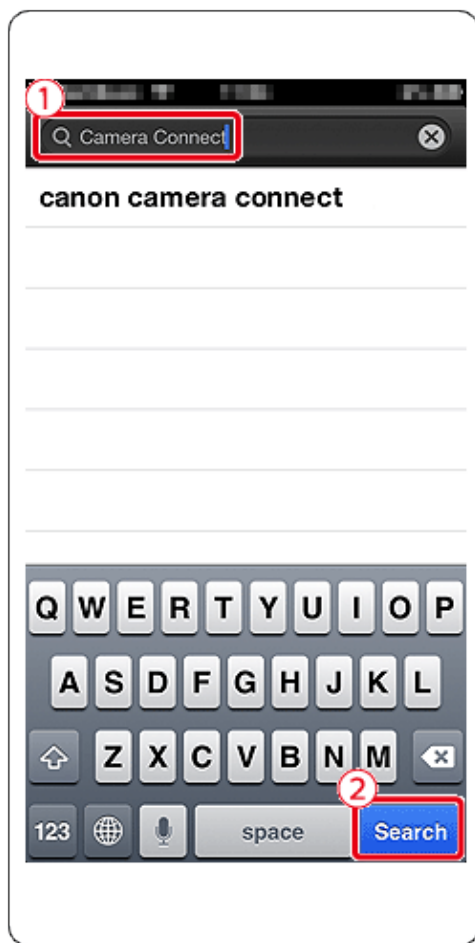 1
Camera Connect
canon camera connect
Q W E R T Y U I O P
A S D F G H J K L
Z X C V B N M
2
123 space Search